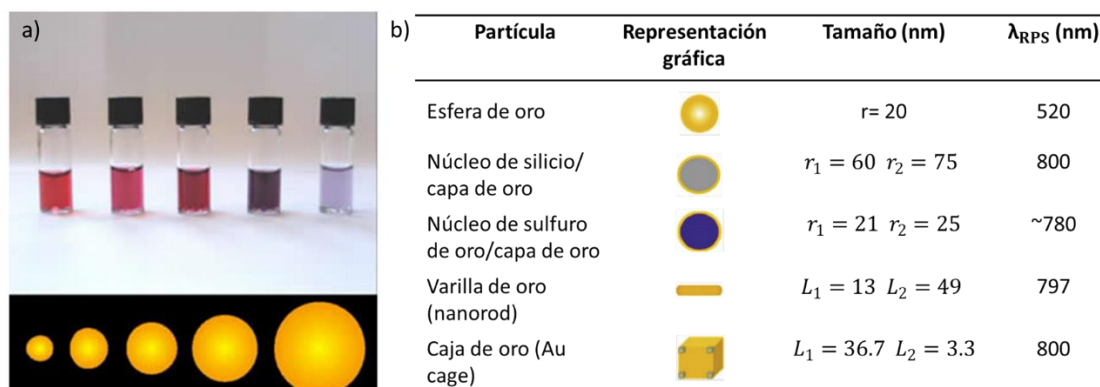 a)
b)
Partícula Representación gráfica Tamaño (nm) λRPS (nm)
Esfera de oro r= 20 520
Núcleo de silicio/
capa de oro r₁ = 60 r₂ = 75 800
Núcleo de sulfuro
de oro/capa de oro r₁ = 21 r₂ = 25 ~780
Varilla de oro
(nanorod) L₁ = 13 L₂ = 49 797
Caja de oro (Au
cage) L₁ = 36.7 L₂ = 3.3 800